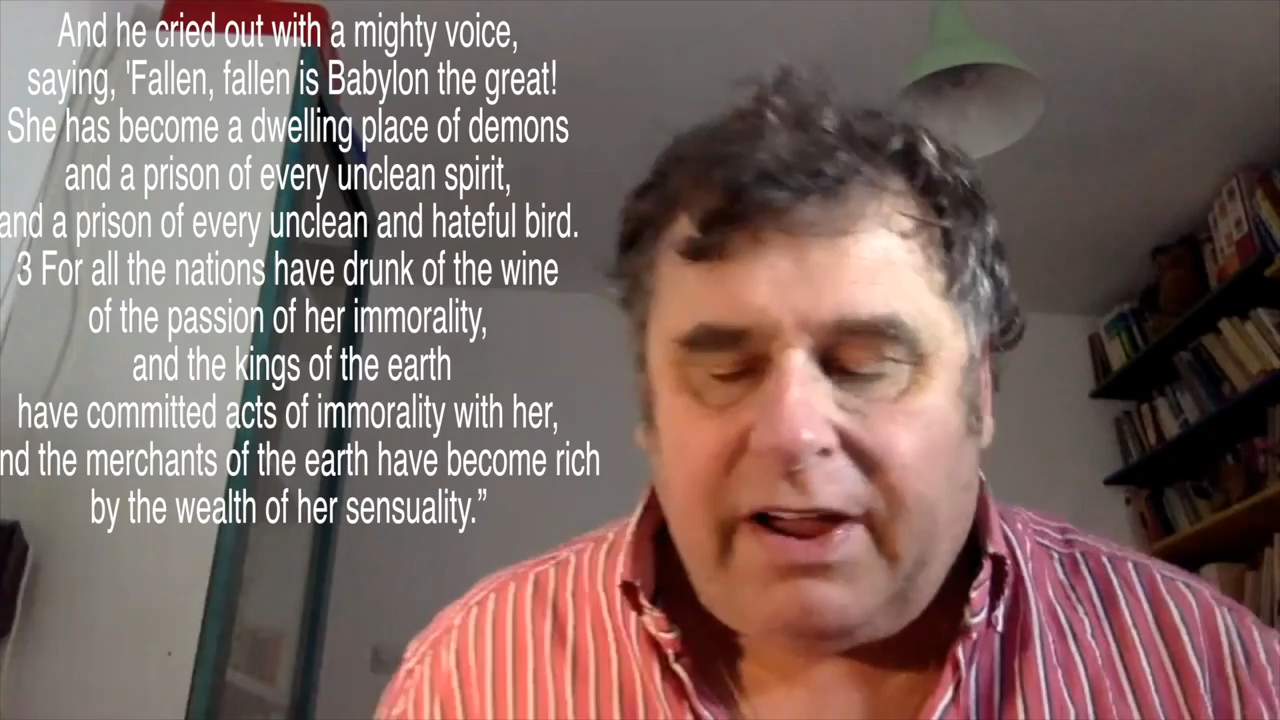 And he cried out with a mighty voice,
saying, 'Fallen, fallen is Babylon the great!
She has become a dwelling place of demons
and a prison of every unclean spirit,
and a prison of every unclean and hateful bird.
3 For all the nations have drunk of the wine
of the passion of her immorality,
and the kings of the earth
have committed acts of immorality with her,
nd the merchants of the earth have become rich
by the wealth of her sensuality.”